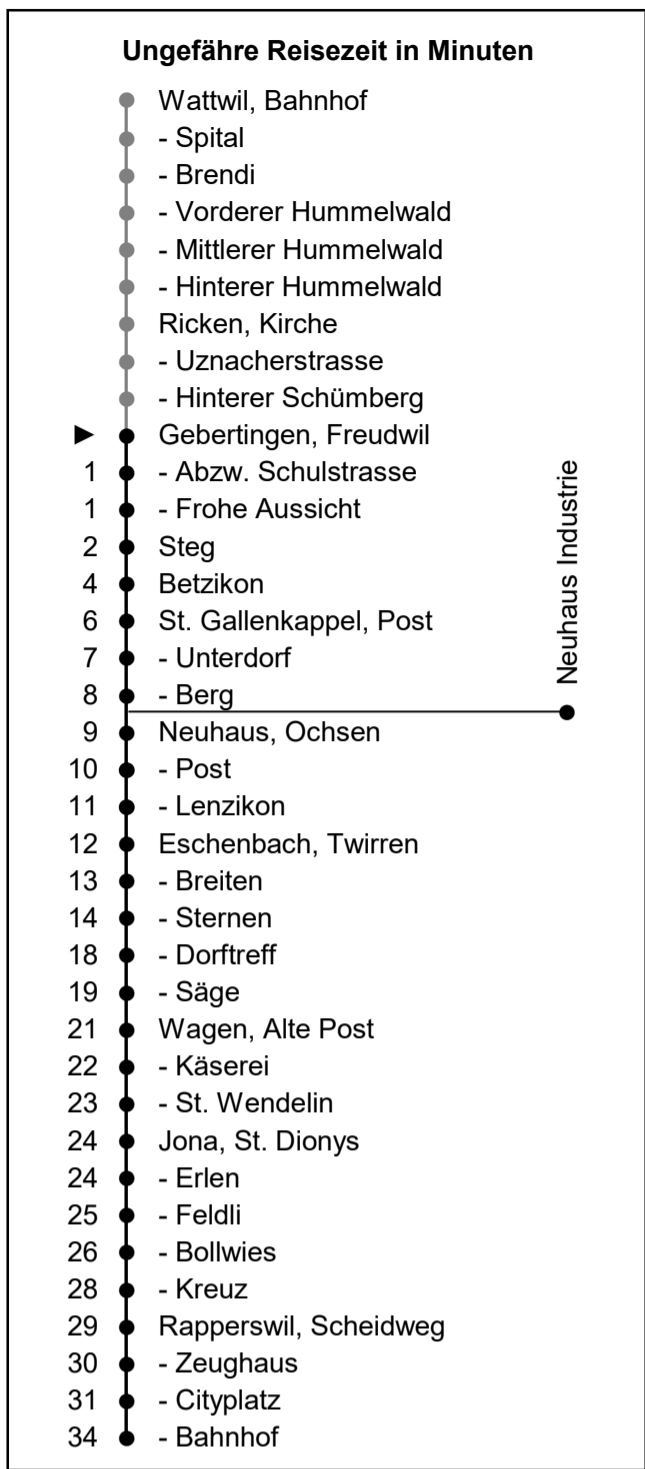 Ungefähre Reisezeit in Minuten
Wattwil, Bahnhof
- Spital
- Brendi
- Vorderer Hummelwald
- Mittlerer Hummelwald
- Hinterer Hummelwald
Ricken, Kirche
- Uznacherstrasse
- Hinterer Schümberg
► Gebertingen, Freudwil
1 - Abzw. Schulstrasse
1 - Frohe Aussicht
2 Steg
4 Betzikon
6 St. Gallenkappel, Post
7 - Unterdorf
8 - Berg
Neuhaus Industrie
9 Neuhaus, Ochsen
10 - Post
11 - Lenzikon
12 Eschenbach, Twirren
13 - Breiten
14 - Sternen
18 - Dorftreff
19 - Säge
21 Wagen, Alte Post
22 - Käserei
23 - St. Wendelin
24 Jona, St. Dionys
24 - Erlen
25 - Feldli
26 - Bollwies
28 - Kreuz
29 Rapperswil, Scheidweg
30 - Zeughaus
31 - Cityplatz
34 - Bahnhof